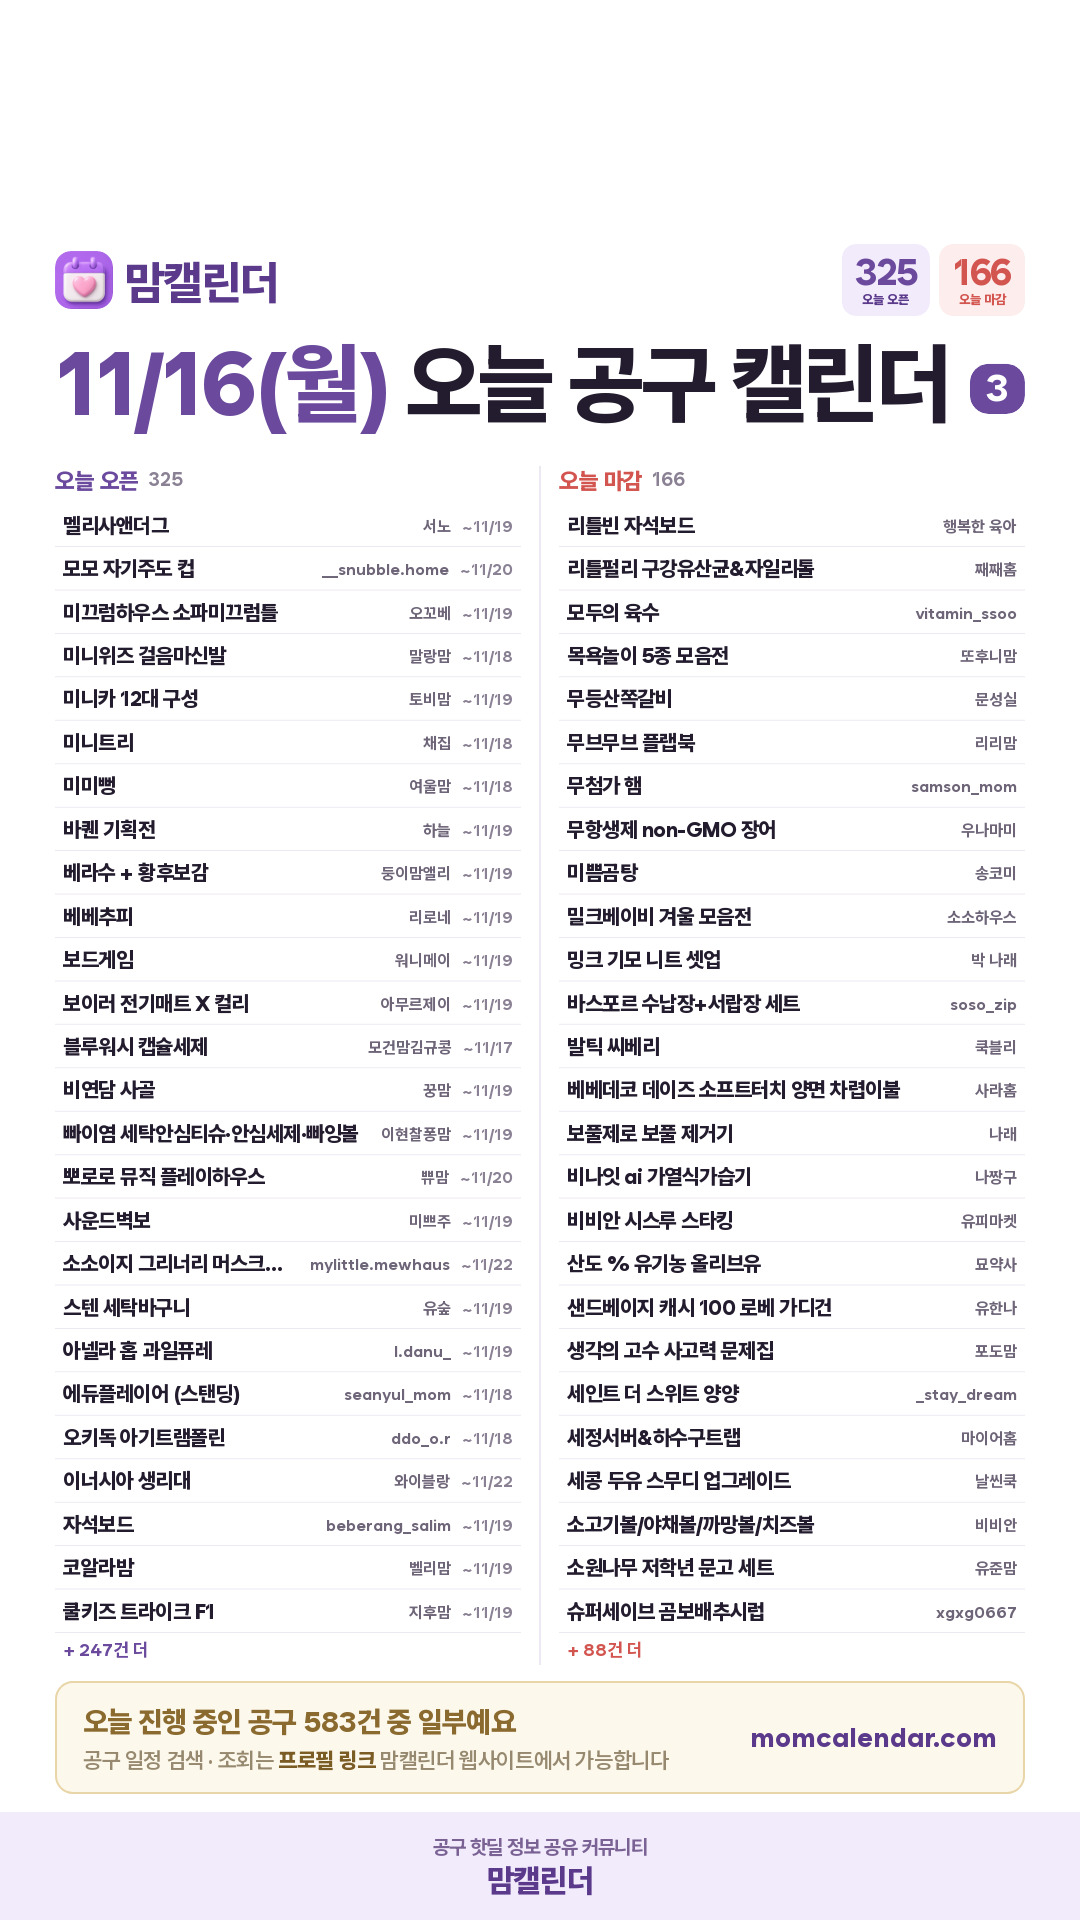 맘캘린더
325
오늘 오픈
166
오늘 마감
11/16(월) 오늘 공구 캘린더 3
오늘 오픈 325
멜리사앤더그 서노 ~11/19
모모 자기주도 컵 __snubble.home ~11/20
미끄럼하우스 소파미끄럼틀 오꼬베 ~11/19
미니위즈 걸음마신발 말랑맘 ~11/18
미니카 12대 구성 토비맘 ~11/19
미니트리 채집 ~11/18
미미뻥 여울맘 ~11/18
바퀜 기획전 하늘 ~11/19
베라수 + 황후보감 둥이맘앨리 ~11/19
베베추피 리로네 ~11/19
보드게임 워니메이 ~11/19
보이러 전기매트 X 컬리 아무르제이 ~11/19
블루워시 캡슐세제 모건맘김규콩 ~11/17
비연담 사골 꿍맘 ~11/19
빠이염 세탁안심티슈·안심세제·빠잉볼 이현찰퐁맘 ~11/19
뽀로로 뮤직 플레이하우스 쀼맘 ~11/20
사운드벽보 미쁘주 ~11/19
소소이지 그리너리 머스크... mylittle.mewhaus ~11/22
스텐 세탁바구니 유숲 ~11/19
아넬라 홉 과일퓨레 l.danu_ ~11/19
에듀플레이어 (스탠딩) seanyul_mom ~11/18
오키독 아기트램폴린 ddo_o.r ~11/18
이너시아 생리대 와이블랑 ~11/22
자석보드 beberang_salim ~11/19
코알라밤 벨리맘 ~11/19
쿨키즈 트라이크 F1 지후맘 ~11/19
+ 247건 더
오늘 마감 166
리틀빈 자석보드 행복한 육아
리틀펄리 구강유산균&자일리톨 째째홈
모두의 육수 vitamin_ssoo
목욕놀이 5종 모음전 또후니맘
무등산쪽갈비 문성실
무브무브 플랩북 리리맘
무첨가 햄 samson_mom
무항생제 non-GMO 장어 우나마미
미쁨곰탕 송코미
밀크베이비 겨울 모음전 소소하우스
밍크 기모 니트 셋업 박 나래
바스포르 수납장+서랍장 세트 soso_zip
발틱 씨베리 쿡블리
베베데코 데이즈 소프트터치 양면 차렵이불 사라홈
보풀제로 보풀 제거기 나래
비나잇 ai 가열식가습기 나짱구
비비안 시스루 스타킹 유피마켓
산도 % 유기농 올리브유 묘약사
샌드베이지 캐시 100 로베 가디건 유한나
생각의 고수 사고력 문제집 포도맘
세인트 더 스위트 양양 _stay_dream
세정서버&하수구트랩 마이어홈
세콩 두유 스무디 업그레이드 날씬쿡
소고기볼/야채볼/까망볼/치즈볼 비비안
소원나무 저학년 문고 세트 유준맘
슈퍼세이브 곰보배추시럽 xgxg0667
+ 88건 더
오늘 진행 중인 공구 583건 중 일부예요
공구 일정 검색 · 조회는 프로필 링크 맘캘린더 웹사이트에서 가능합니다
momcalendar.com
공구 핫딜 정보 공유 커뮤니티
맘캘린더